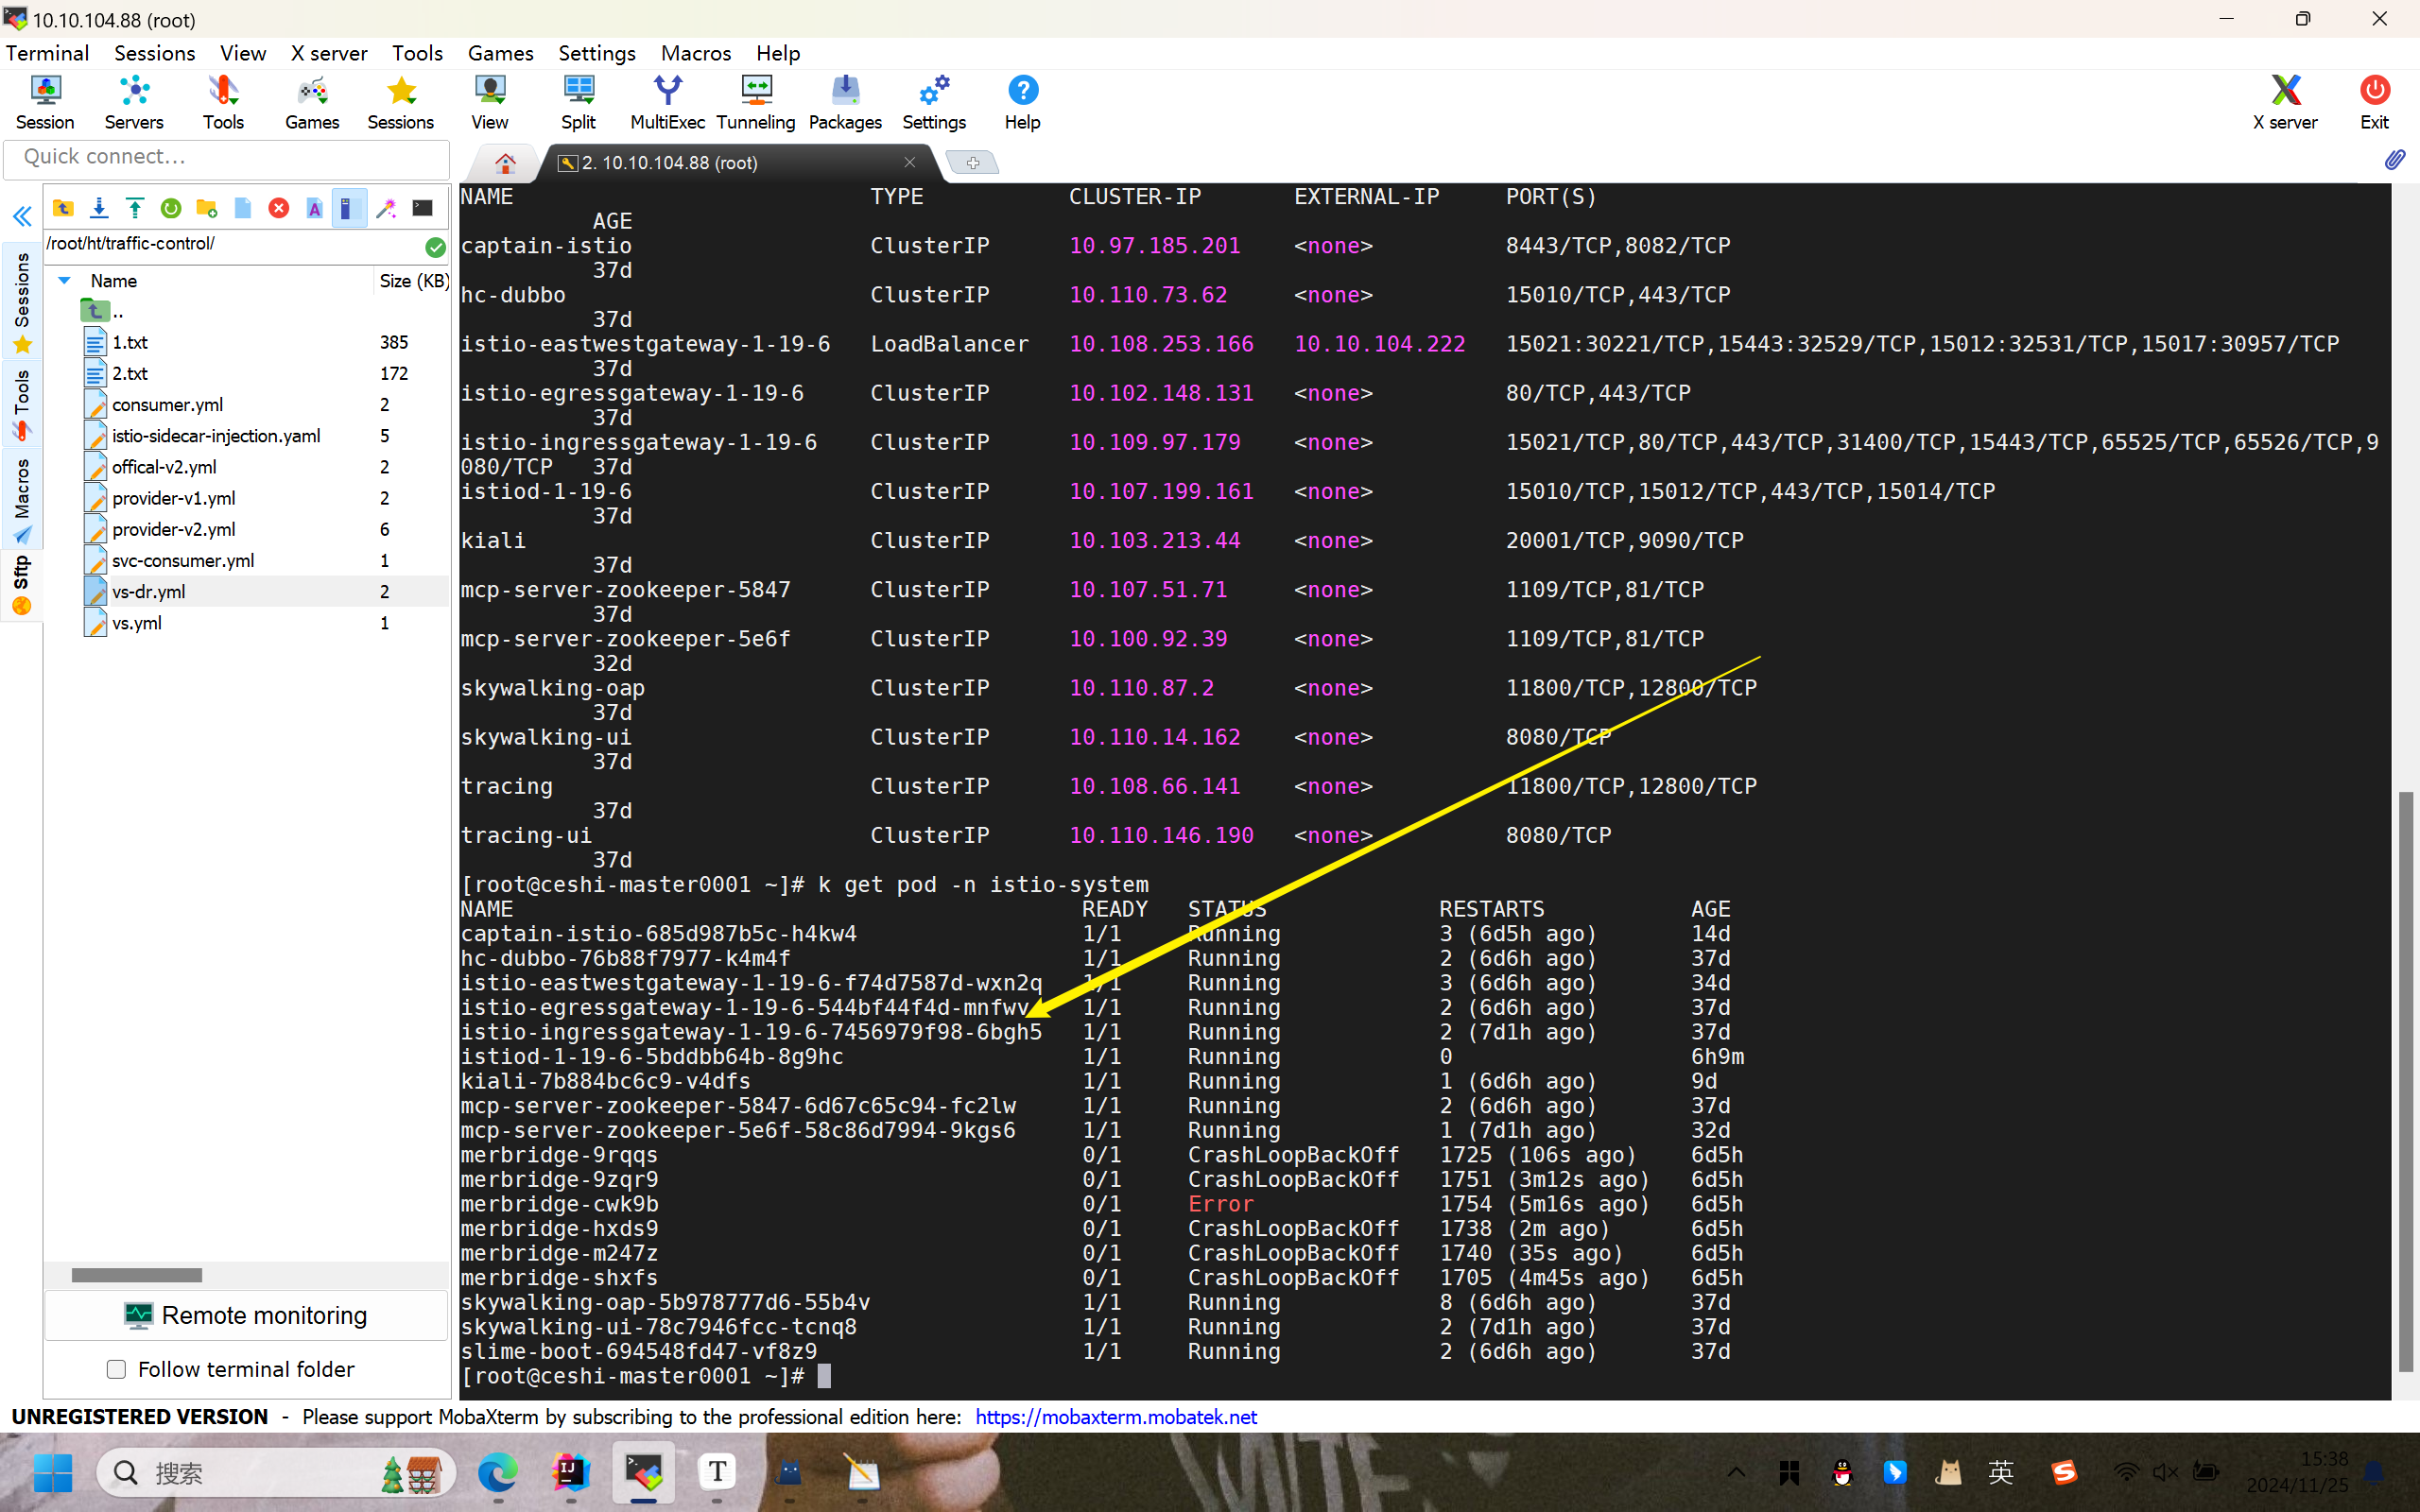 10.10.104.88 (root)
Terminal Sessions View X server Tools Games Settings Macros Help
Session Servers Tools Games Sessions View Split MultiExec Tunneling Packages Settings Help X server Exit
Quick connect...
2. 10.10.104.88 (root)
/root/ht/traffic-control/
Name Size (KB)
..
1.txt 385
2.txt 172
consumer.yml 2
istio-sidecar-injection.yaml 5
offical-v2.yml 2
provider-v1.yml 2
provider-v2.yml 6
svc-consumer.yml 1
vs-dr.yml 2
vs.yml 1
Sessions
Tools
Macros
Sftp
Remote monitoring
Follow terminal folder
NAME TYPE CLUSTER-IP EXTERNAL-IP PORT(S)
AGE
captain-istio ClusterIP 10.97.185.201 <none> 8443/TCP,8082/TCP
37d
hc-dubbo ClusterIP 10.110.73.62 <none> 15010/TCP,443/TCP
37d
istio-eastwestgateway-1-19-6 LoadBalancer 10.108.253.166 10.10.104.222 15021:30221/TCP,15443:32529/TCP,15012:32531/TCP,15017:30957/TCP
37d
istio-egressgateway-1-19-6 ClusterIP 10.102.148.131 <none> 80/TCP,443/TCP
37d
istio-ingressgateway-1-19-6 ClusterIP 10.109.97.179 <none> 15021/TCP,80/TCP,443/TCP,31400/TCP,15443/TCP,65525/TCP,65526/TCP,9
080/TCP 37d
istiod-1-19-6 ClusterIP 10.107.199.161 <none> 15010/TCP,15012/TCP,443/TCP,15014/TCP
37d
kiali ClusterIP 10.103.213.44 <none> 20001/TCP,9090/TCP
37d
mcp-server-zookeeper-5847 ClusterIP 10.107.51.71 <none> 1109/TCP,81/TCP
37d
mcp-server-zookeeper-5e6f ClusterIP 10.100.92.39 <none> 1109/TCP,81/TCP
32d
skywalking-oap ClusterIP 10.110.87.2 <none> 11800/TCP,12800/TCP
37d
skywalking-ui ClusterIP 10.110.14.162 <none> 8080/TCP
37d
tracing ClusterIP 10.108.66.141 <none> 11800/TCP,12800/TCP
37d
tracing-ui ClusterIP 10.110.146.190 <none> 8080/TCP
37d
[root@ceshi-master0001 ~]# k get pod -n istio-system
NAME READY STATUS RESTARTS AGE
captain-istio-685d987b5c-h4kw4 1/1 Running 3 (6d5h ago) 14d
hc-dubbo-76b88f7977-k4m4f 1/1 Running 2 (6d6h ago) 37d
istio-eastwestgateway-1-19-6-f74d7587d-wxn2q 1/1 Running 3 (6d6h ago) 34d
istio-egressgateway-1-19-6-544bf44f4d-mnfwv 1/1 Running 2 (6d6h ago) 37d
istio-ingressgateway-1-19-6-7456979f98-6bgh5 1/1 Running 2 (7d1h ago) 37d
istiod-1-19-6-5bddbb64b-8g9hc 1/1 Running 0 6h9m
kiali-7b884bc6c9-v4dfs 1/1 Running 1 (6d6h ago) 9d
mcp-server-zookeeper-5847-6d67c65c94-fc2lw 1/1 Running 2 (6d6h ago) 37d
mcp-server-zookeeper-5e6f-58c86d7994-9kgs6 1/1 Running 1 (7d1h ago) 32d
merbridge-9rqqs 0/1 CrashLoopBackOff 1725 (106s ago) 6d5h
merbridge-9zqr9 0/1 CrashLoopBackOff 1751 (3m12s ago) 6d5h
merbridge-cwk9b 0/1 Error 1754 (5m16s ago) 6d5h
merbridge-hxds9 0/1 CrashLoopBackOff 1738 (2m ago) 6d5h
merbridge-m247z 0/1 CrashLoopBackOff 1740 (35s ago) 6d5h
merbridge-shxfs 0/1 CrashLoopBackOff 1705 (4m45s ago) 6d5h
skywalking-oap-5b978777d6-55b4v 1/1 Running 8 (6d6h ago) 37d
skywalking-ui-78c7946fcc-tcnq8 1/1 Running 2 (7d1h ago) 37d
slime-boot-694548fd47-vf8z9 1/1 Running 2 (6d6h ago) 37d
[root@ceshi-master0001 ~]#
UNREGISTERED VERSION - Please support MobaXterm by subscribing to the professional edition here: https://mobaxterm.mobatek.net
搜索
英
15:38
2024/11/25